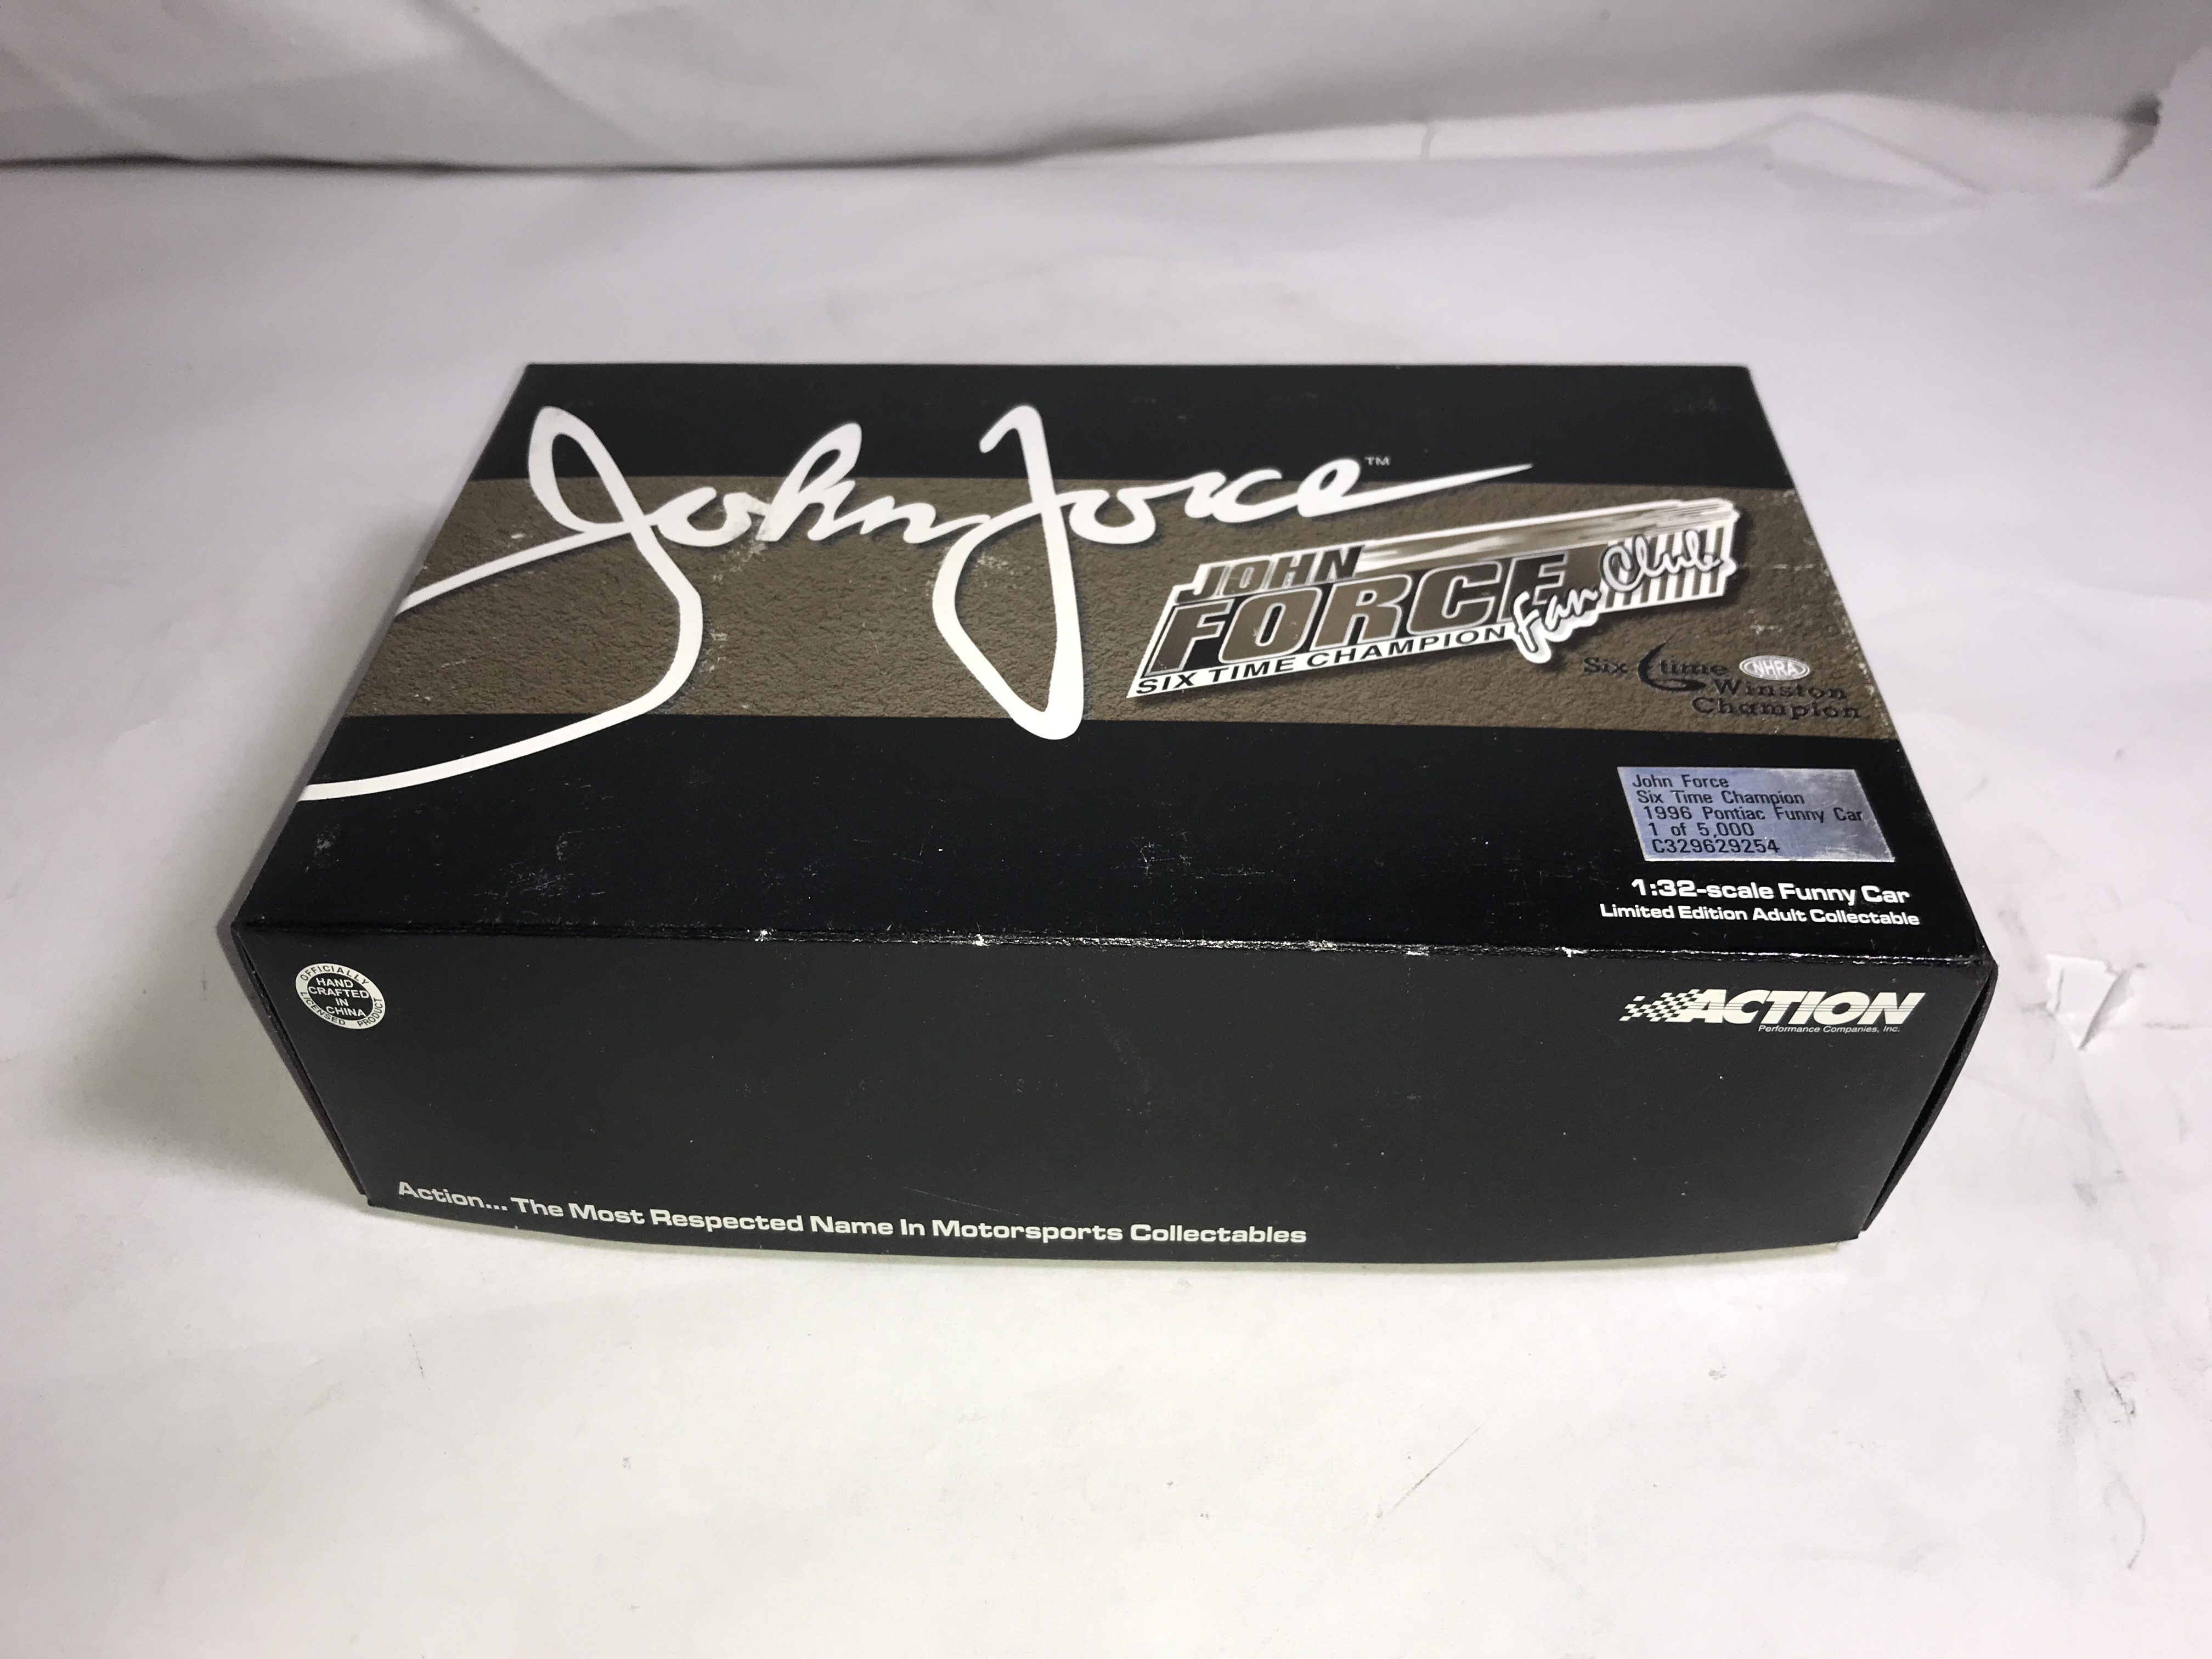 John Force™
JOHN
FORCE
Fan Club
SIX TIME CHAMPION
Six 6 time NHRA
Winston
Champion
John Force
Six Time Champion
1996 Pontiac Funny Car
1 of 5,000
C329629254
1:32-scale Funny Car
Limited Edition Adult Collectable
OFFICIALLY
HAND
CRAFTED
IN
CHINA
LICENSED PRODUCT
ACTION
Performance Companies, Inc.
Action... The Most Respected Name In Motorsports Collectables